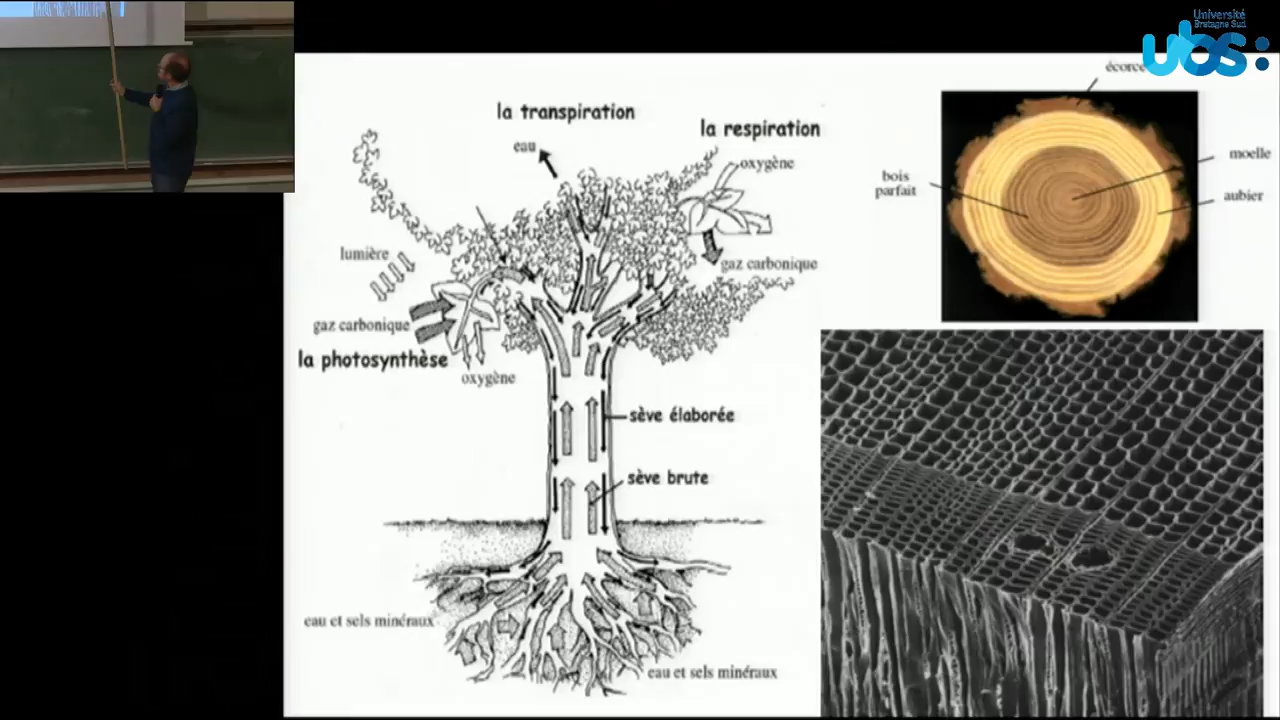 Université
Bretagne Sud
ubs:
écorce
la transpiration
eau
la respiration
oxygène
moelle
bois
parfait
aubier
lumière
gaz carbonique
gaz carbonique
la photosynthèse
oxygène
sève élaborée
sève brute
eau et sels minéraux
eau et sels minéraux